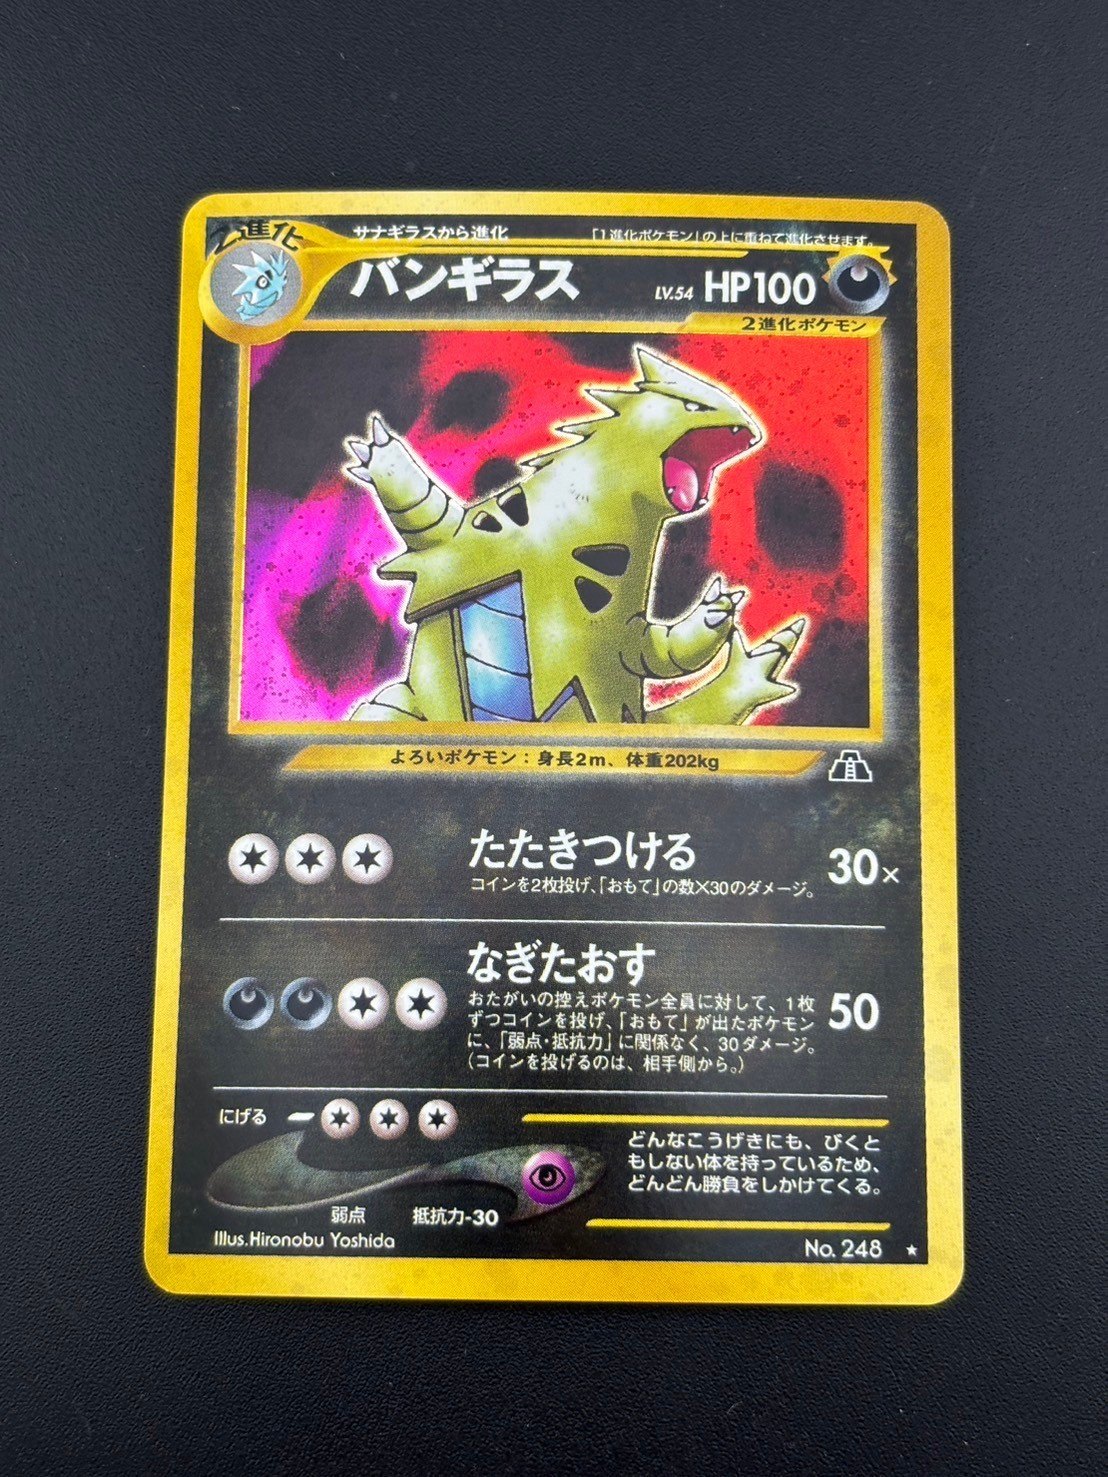 2進化
サナギラスから進化
「1進化ポケモン」の上に重ねて進化させます。
バンギラス
LV.54 HP100
2進化ポケモン
よろいポケモン：身長2m、体重202kg
たたきつける 30×
コインを2枚投げ、「おもて」の数×30のダメージ。
なぎたおす
おたがいの控えポケモン全員に対して、1枚
ずつコインを投げ、「おもて」が出たポケモン 50
に、「弱点・抵抗力」に関係なく、30ダメージ。
（コインを投げるのは、相手側から。）
にげる
どんなこうげきにも、びくと
もしない体を持っているため、
どんどん勝負をしかけてくる。
弱点 抵抗力-30
Illus.Hironobu Yoshida
No. 248 ★